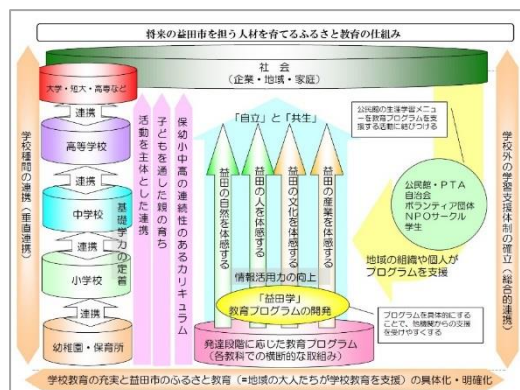 将来の益田市を担う人材を育てるふるさと教育の仕組み
社会
（企業・地域・家庭）
大学・短大・高専など
連携
高等学校
連携
中学校
連携
小学校
連携
幼稚園・保育所
基礎学力の定着
学校種間の連携（垂直連携）
活動を主体とした連携
子どもを通した親の育ち
保幼小中高の連続性のあるカリキュラム
「自立」と「共生」
益田の自然を体感する
益田の人を体感する
益田の文化を体感する
益田の産業を体感する
情報活用力の向上
「益田学」
教育プログラムの開発
発達段階に応じた教育プログラム
（各教科での横断的な取組み）
公民館の生涯学習メニュー
を教育プログラムを支援
する活動に結びつける
公民館・ＰＴＡ
自治会
ボランティア団体
ＮＰＯサークル
学生
地域の組織や個人が
プログラムを支援
プログラムを具体的にする
ことで、他機関からの支援
を受けやすくする
学校外の学習支援体制の確立（総合的連携）
学校教育の充実と益田市のふるさと教育（＝地域の大人たちが学校教育を支援）の具体化・明確化